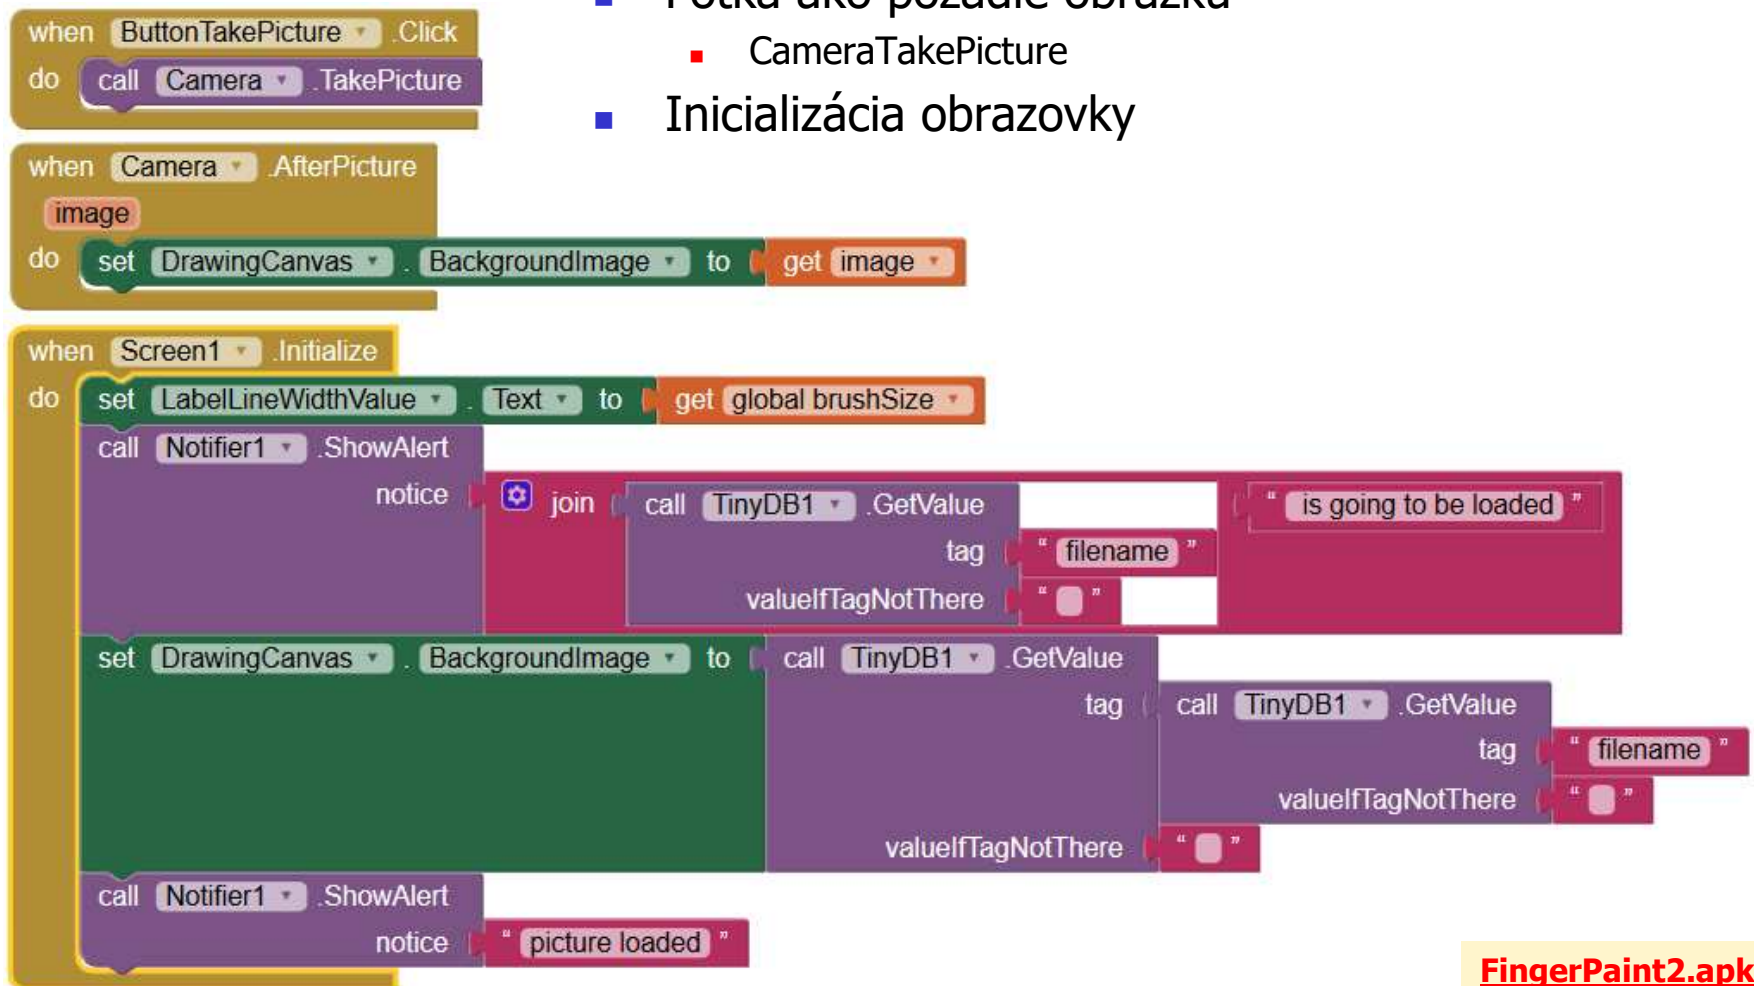 Fotka ako pozadie obrázku
CameraTakePicture
Inicializácia obrazovky
when ButtonTakePicture .Click
do call Camera .TakePicture
when Camera .AfterPicture
image
do set DrawingCanvas . BackgroundImage to get image
when Screen1 .Initialize
do set LabelLineWidthValue . Text to get global brushSize
call Notifier1 .ShowAlert
notice join call TinyDB1 .GetValue " is going to be loaded "
tag " filename "
valueIfTagNotThere " "
set DrawingCanvas . BackgroundImage to call TinyDB1 .GetValue
tag call TinyDB1 .GetValue
tag " filename "
valueIfTagNotThere " "
valueIfTagNotThere " "
call Notifier1 .ShowAlert
notice " picture loaded "
FingerPaint2.apk